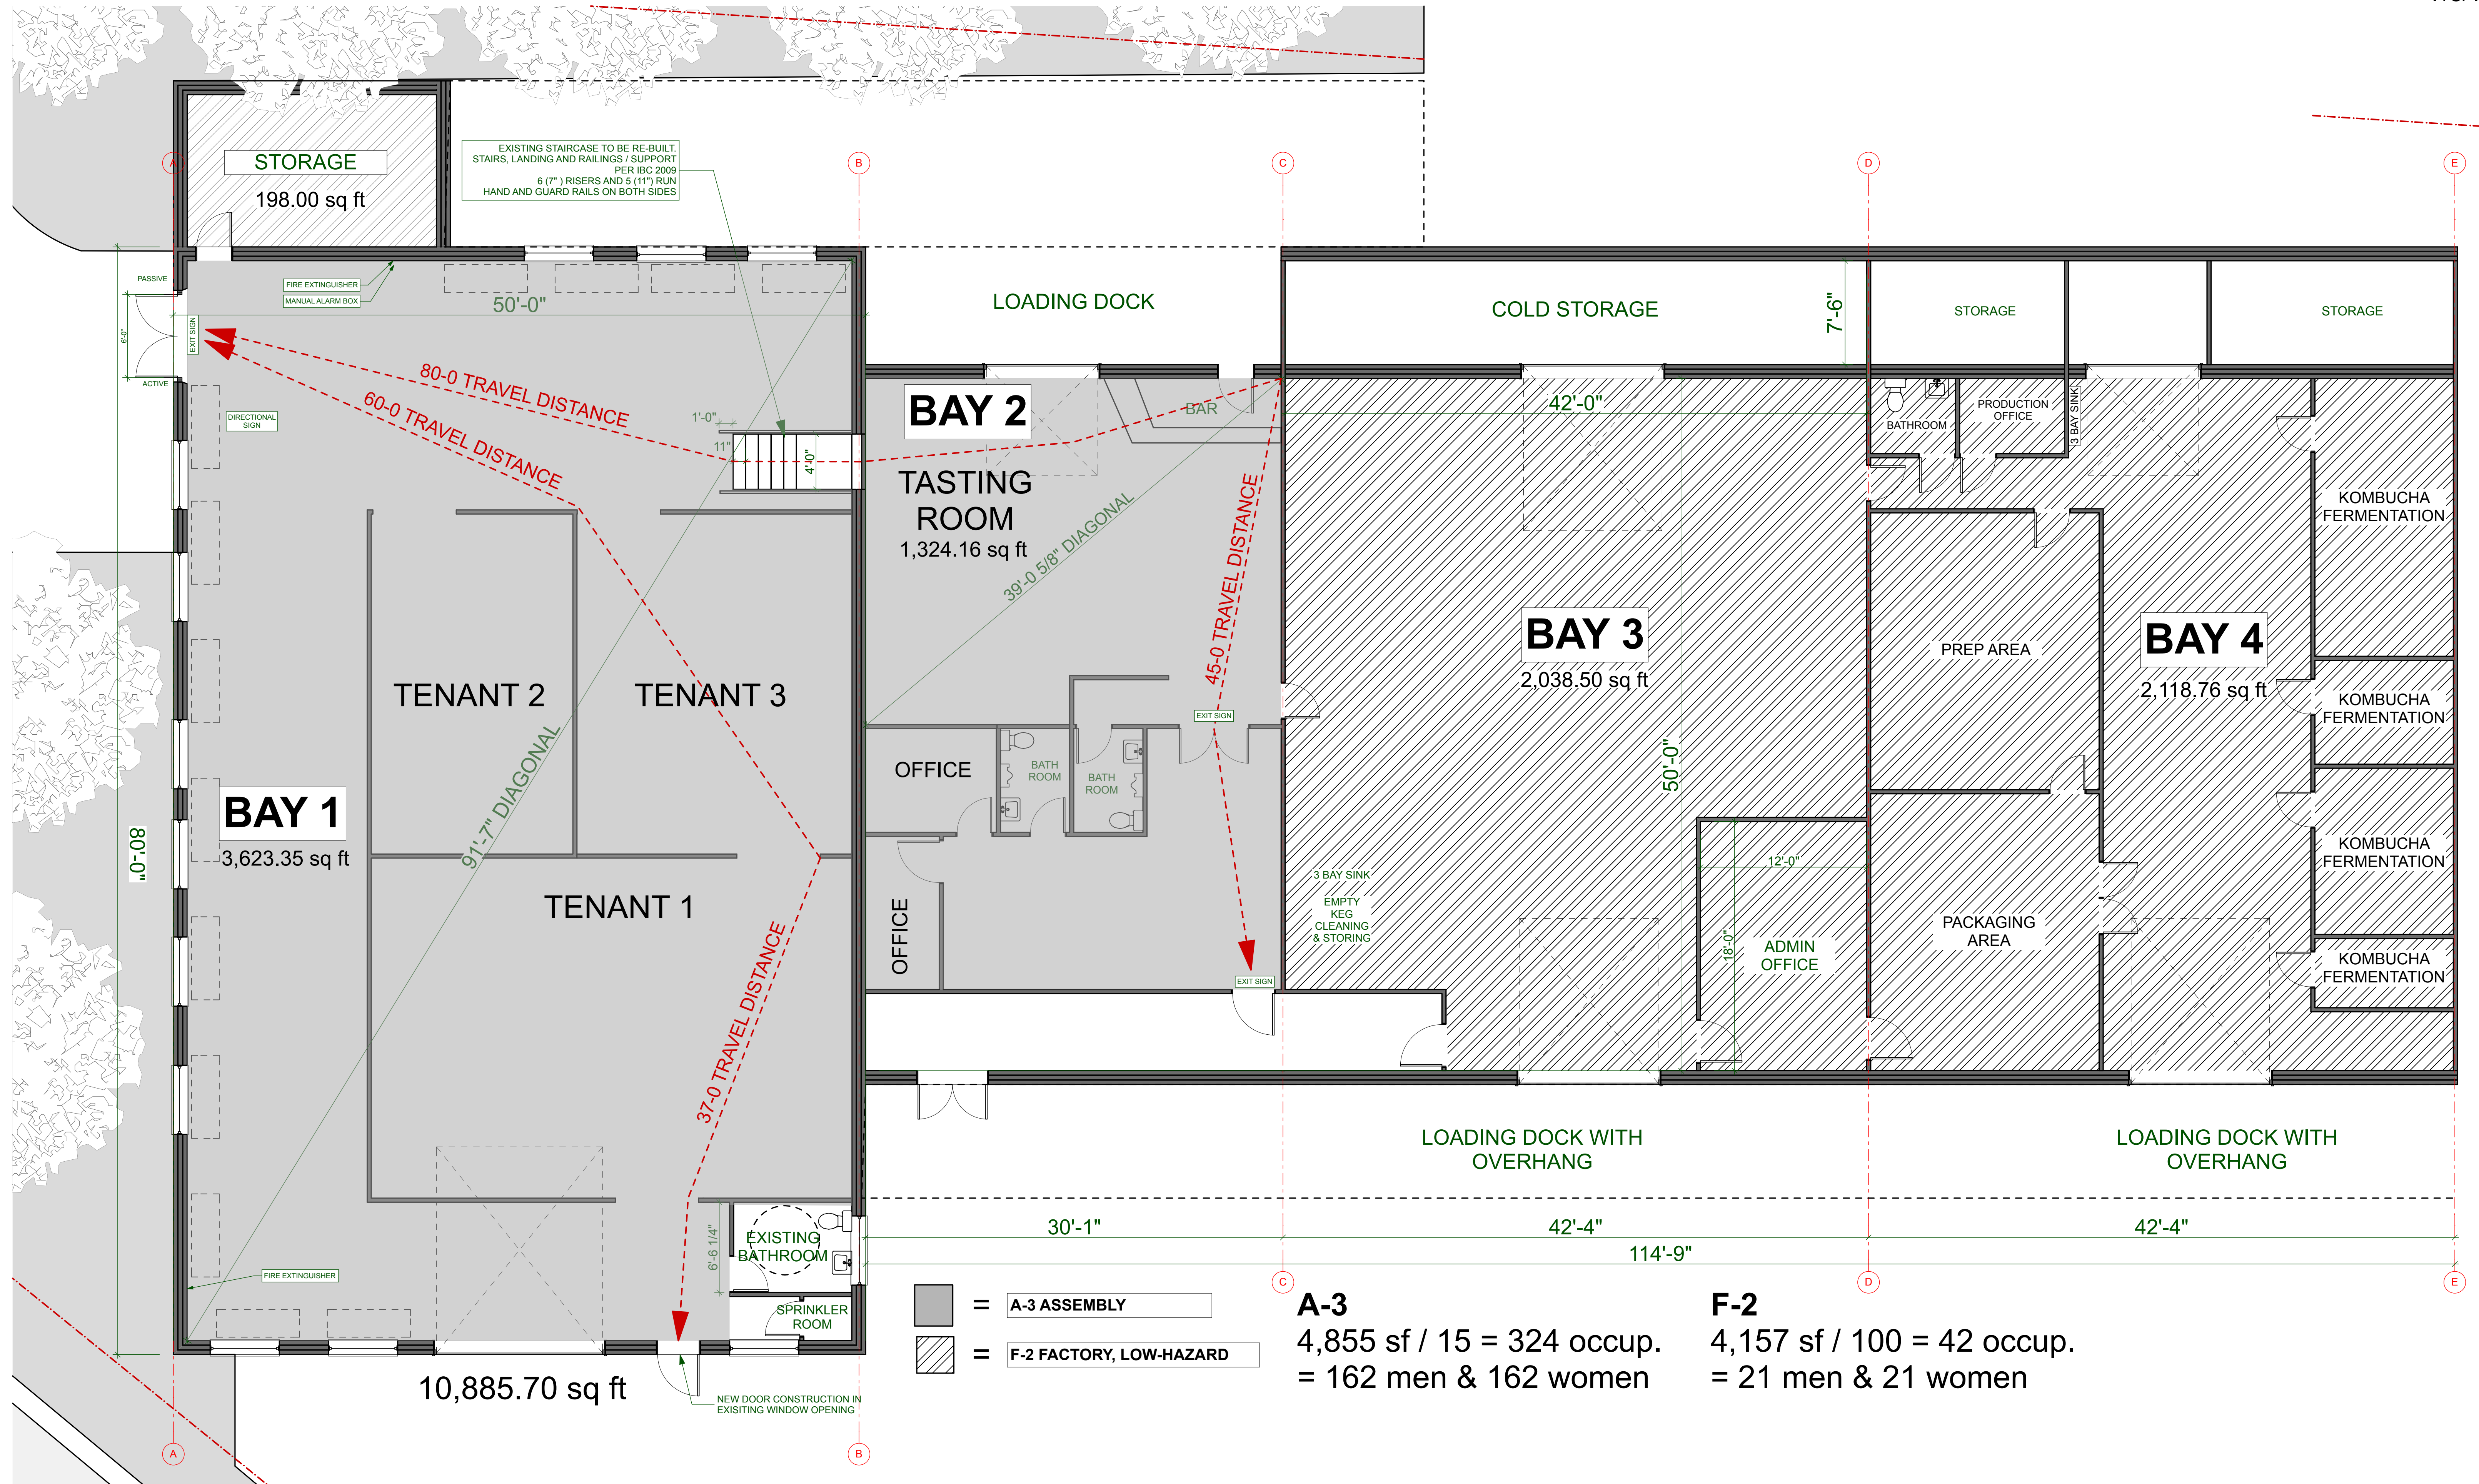 A
B
C
D
E
STORAGE
198.00 sq ft
EXISTING STAIRCASE TO BE RE-BUILT.
STAIRS, LANDING AND RAILINGS / SUPPORT
PER IBC 2009
6 (7" ) RISERS AND 5 (11") RUN
HAND AND GUARD RAILS ON BOTH SIDES
PASSIVE
6'-0"
EXIT SIGN
ACTIVE
FIRE EXTINGUISHER
MANUAL ALARM BOX
50'-0"
DIRECTIONAL
SIGN
80-0 TRAVEL DISTANCE
60-0 TRAVEL DISTANCE
1'-0"
11"
4'-0"
LOADING DOCK
COLD STORAGE
7'-6"
STORAGE
STORAGE
BAY 2
BAR
TASTING
ROOM
1,324.16 sq ft
39'-0 5/8" DIAGONAL
45-0 TRAVEL DISTANCE
42'-0"
BATHROOM
PRODUCTION
OFFICE
3 BAY SINK
KOMBUCHA
FERMENTATION
BAY 3
2,038.50 sq ft
PREP AREA
BAY 4
2,118.76 sq ft
KOMBUCHA
FERMENTATION
TENANT 2
TENANT 3
91'-7" DIAGONAL
BAY 1
3,623.35 sq ft
80'-0"
TENANT 1
37-0 TRAVEL DISTANCE
EXIT SIGN
OFFICE
BATH
ROOM
BATH
ROOM
OFFICE
EXIT SIGN
50'-0"
3 BAY SINK
EMPTY
KEG
CLEANING
& STORING
12'-0"
18'-0"
ADMIN
OFFICE
PACKAGING
AREA
KOMBUCHA
FERMENTATION
KOMBUCHA
FERMENTATION
LOADING DOCK WITH
OVERHANG
LOADING DOCK WITH
OVERHANG
6'-6 1/4"
EXISTING
BATHROOM
SPRINKLER
ROOM
FIRE EXTINGUISHER
30'-1"
42'-4"
42'-4"
114'-9"
C
D
E
= A-3 ASSEMBLY
= F-2 FACTORY, LOW-HAZARD
A-3
4,855 sf / 15 = 324 occup.
= 162 men & 162 women
F-2
4,157 sf / 100 = 42 occup.
= 21 men & 21 women
10,885.70 sq ft
NEW DOOR CONSTRUCTION IN
EXISITING WINDOW OPENING
A
B